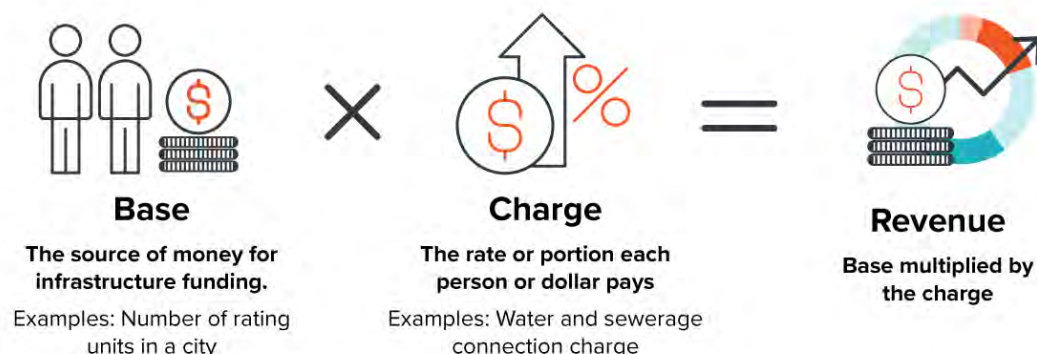 Base
The source of money for
infrastructure funding.
Examples: Number of rating
units in a city
$
×
Charge
The rate or portion each
person or dollar pays
Examples: Water and sewerage
connection charge
$
%
=
Revenue
Base multiplied by
the charge
$